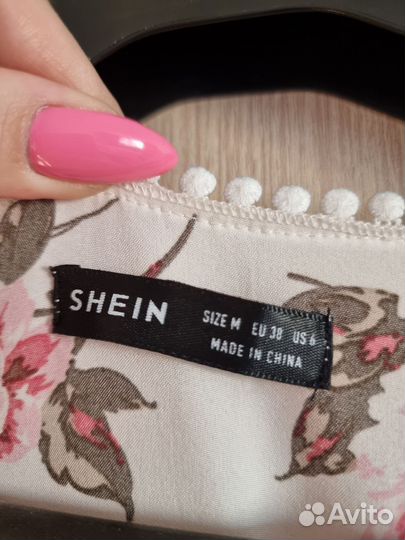 SHEIN
SIZE M EU 38 US 6
MADE IN CHINA
Avito